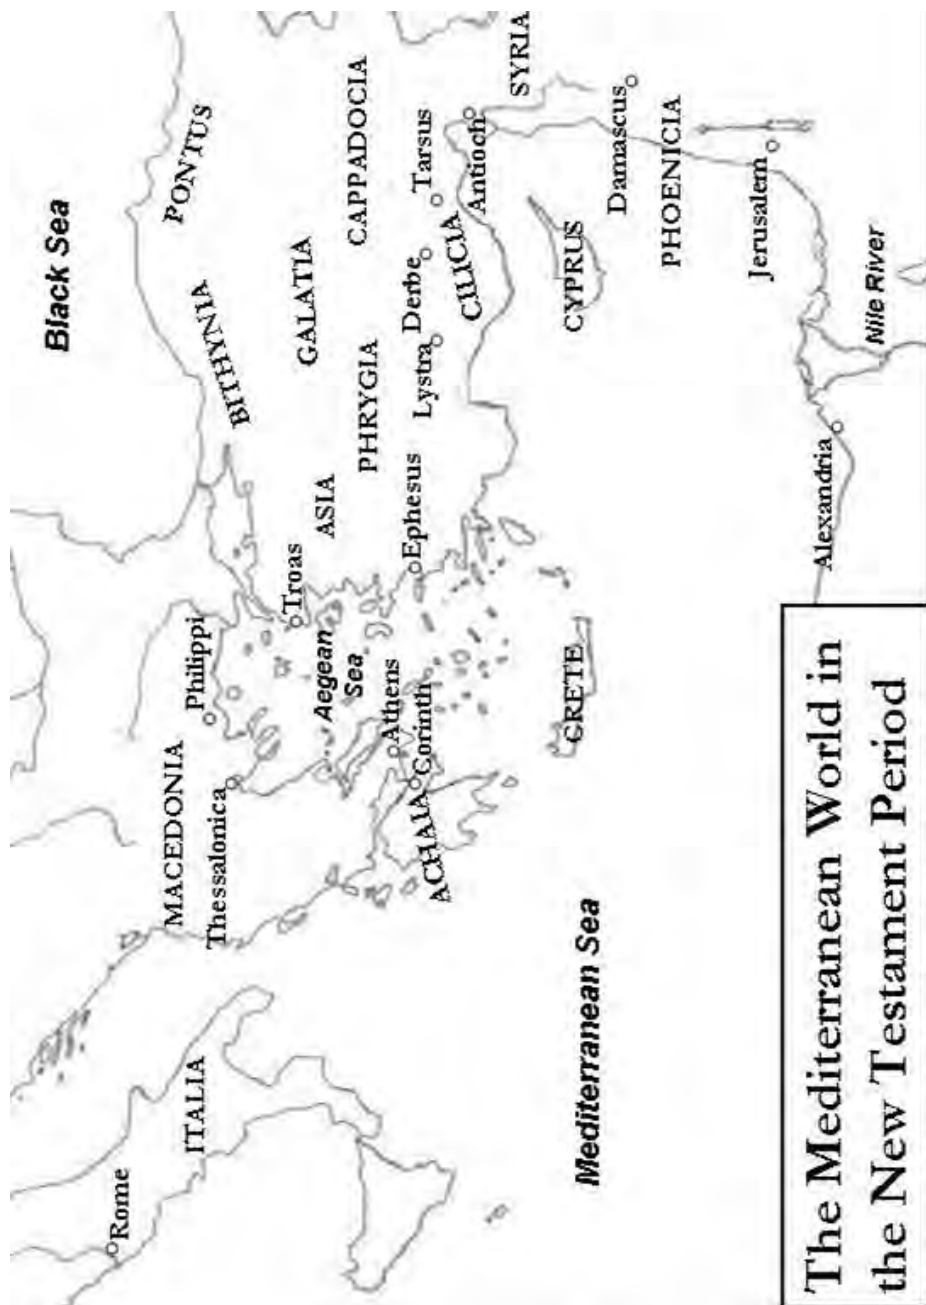 Black Sea
Rome
MACEDONIA
PONTUS
ITALIA
Philippi
Thessalonica
BITHYNIA
Troas
GALATIA
Aegean
Sea
ASIA
CAPPADOCIA
PHRYGIA
Athens
Ephesus
Corinth
ACHAIA
Lystra
Derbe
Tarsus
CILICIA
Antioch
SYRIA
CRETE
CYPRUS
Mediterranean Sea
Damascus
PHOENICIA
Jerusalem
Alexandria
Nile River
The Mediterranean World in
the New Testament Period